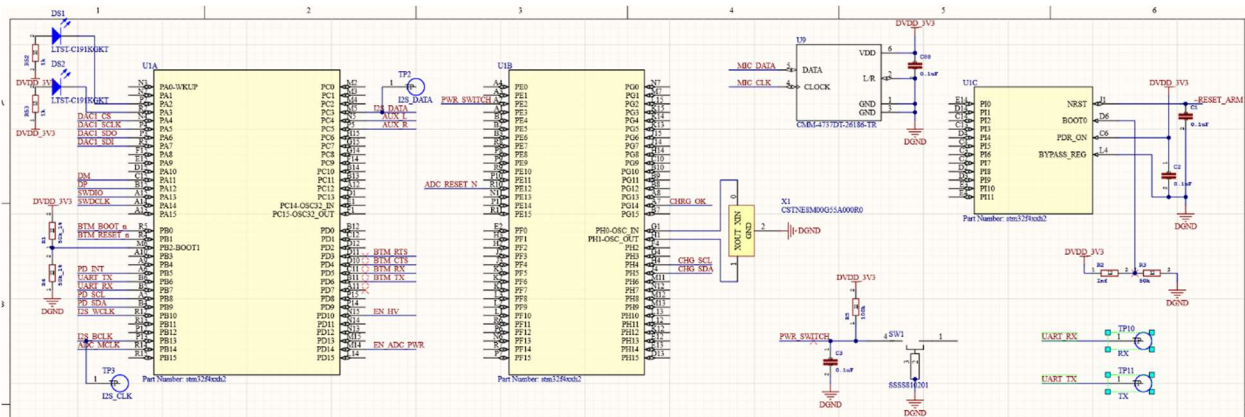 1
2
3
4
5
6
DS1
LTST-C191KGKT
DS2
LTST-C191KGKT
1k
1k
DVDD_3V3
DVDD_3V3
U1A
PA0-WKUP
PA1
PA2
PA3
PA4
PA5
PA6
PA7
PA8
PA9
PA10
PA11
PA12
PA13
PA14
PA15
PB0
PB1
PB2-BOOT1
PB3
PB4
PB5
PB6
PB7
PB8
PB9
PB10
PB11
PB12
PB13
PB14
PB15
DAC1_CS
DAC1_SCLK
DAC1_SDO
DAC1_SDI
DM
DP
SWDIO
SWDCLK
DVDD_3V3
BTM_BOOT_n
BTM_RESET_n
PD_INT
UART_TX
UART_RX
PD_SCL
PD_SDA
I2S_WCLK
I2S_BCLK
ADC_MCLK
DGND
TP3
I2S_CLK
PC0
PC1
PC2
PC3
PC4
PC5
PC6
PC7
PC8
PC9
PC10
PC11
PC12
PC13
PC14-OSC32_IN
PC15-OSC32_OUT
PD0
PD1
PD2
PD3
PD4
PD5
PD6
PD7
PD8
PD9
PD10
PD11
PD12
PD13
PD14
PD15
Part Number: stm32f4xxh2
TP2
I2S_DATA
I2S_DATA
AUX_L
AUX_R
BTM_RTS
BTM_CTS
BTM_RX
BTM_TX
EN_HV
EN_ADC_PWR
U1B
PWR_SWITCH
ADC_RESET_N
PE0
PE1
PE2
PE3
PE4
PE5
PE6
PE7
PE8
PE9
PE10
PE11
PE12
PE13
PE14
PE15
PF0
PF1
PF2
PF3
PF4
PF5
PF6
PF7
PF8
PF9
PF10
PF11
PF12
PF13
PF14
PF15
PG0
PG1
PG2
PG3
PG4
PG5
PG6
PG7
PG8
PG9
PG10
PG11
PG12
PG13
PG14
PG15
PH0-OSC_IN
PH1-OSC_OUT
PH2
PH3
PH4
PH5
PH6
PH7
PH8
PH9
PH10
PH11
PH12
PH13
PH14
PH15
Part Number: stm32f4xxh2
CHRG_OK
CHG_SCL
CHG_SDA
X1
CSTNE8M00G55A000R0
XOUT XIN
GND
DGND
MIC_DATA
MIC_CLK
U9
DATA
CLOCK
VDD
L/R
GND
GND
CMM-4737DT-26186-TR
DVDD_3V3
0.1uF
DGND
U1C
PI0
PI1
PI2
PI3
PI4
PI5
PI6
PI7
PI8
PI9
PI10
PI11
NRST
BOOT0
PDR_ON
BYPASS_REG
J1
D6
C6
L4
Part Number: stm32f4xxh2
DVDD_3V3
RESET_ARM
C1
0.1uF
C2
0.1uF
DGND
DVDD_3V3
R2
R3
DGND
DVDD_3V3
100k
PWR_SWITCH
0.1uF
DGND
SW1
SSSS810201
DGND
UART_RX
TP10
RX
UART_TX
TP11
TX